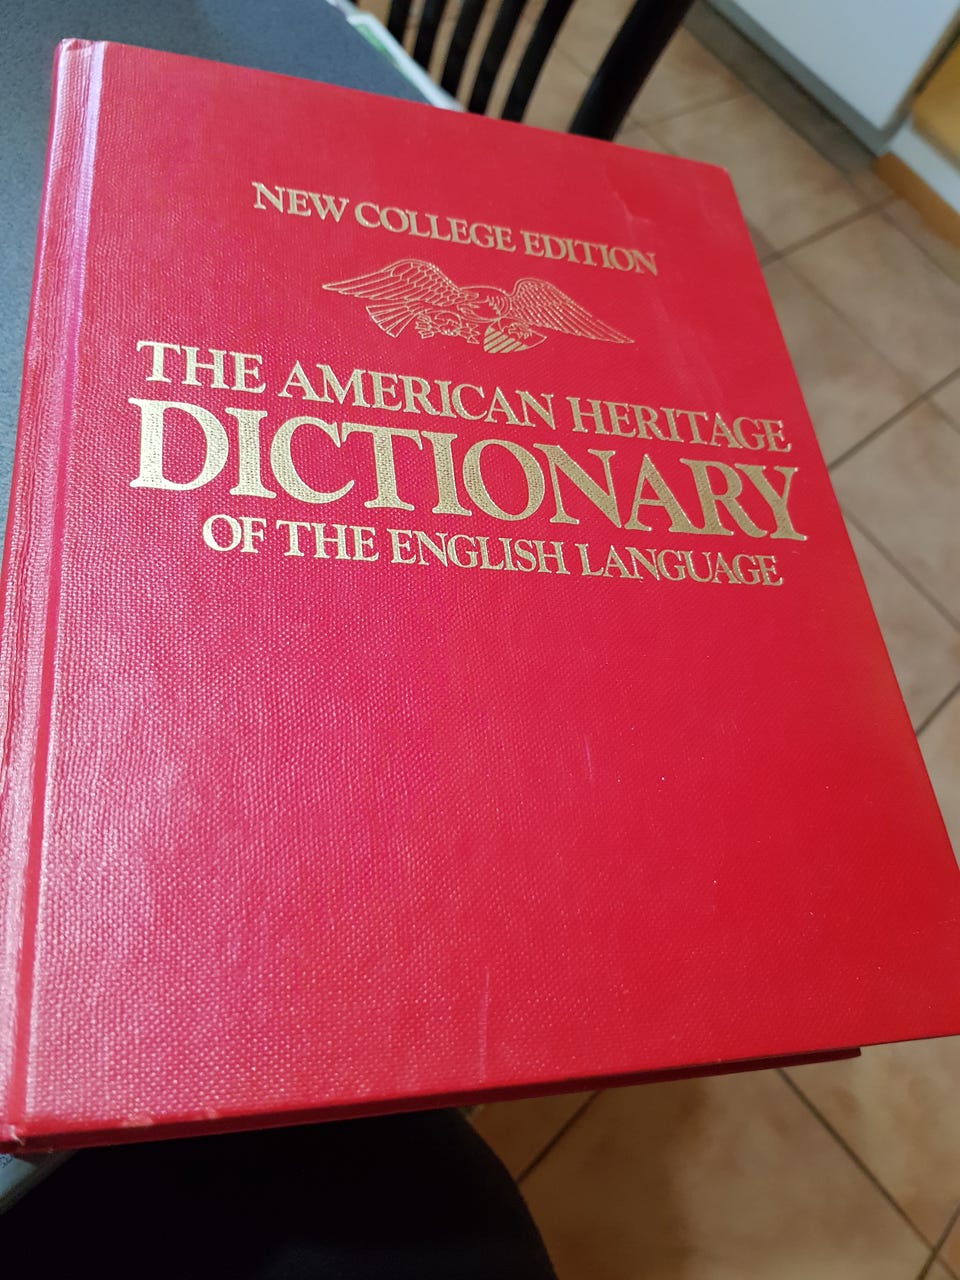 NEW COLLEGE EDITION
THE AMERICAN HERITAGE
DICTIONARY
OF THE ENGLISH LANGUAGE